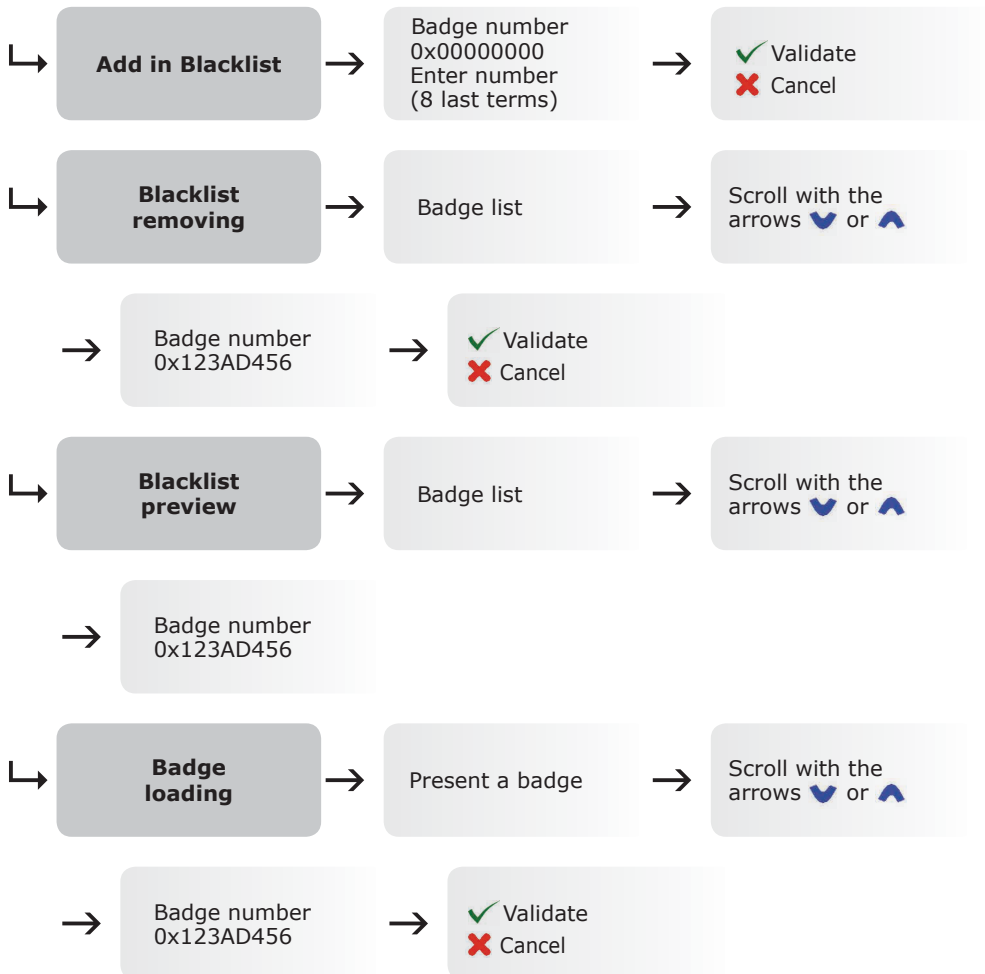 Add in Blacklist
Badge number
0x00000000
Enter number
(8 last terms)
Validate
Cancel
Blacklist
removing
Badge list
Scroll with the
arrows or
Badge number
0x123AD456
Validate
Cancel
Blacklist
preview
Badge list
Scroll with the
arrows or
Badge number
0x123AD456
Badge
loading
Present a badge
Scroll with the
arrows or
Badge number
0x123AD456
Validate
Cancel